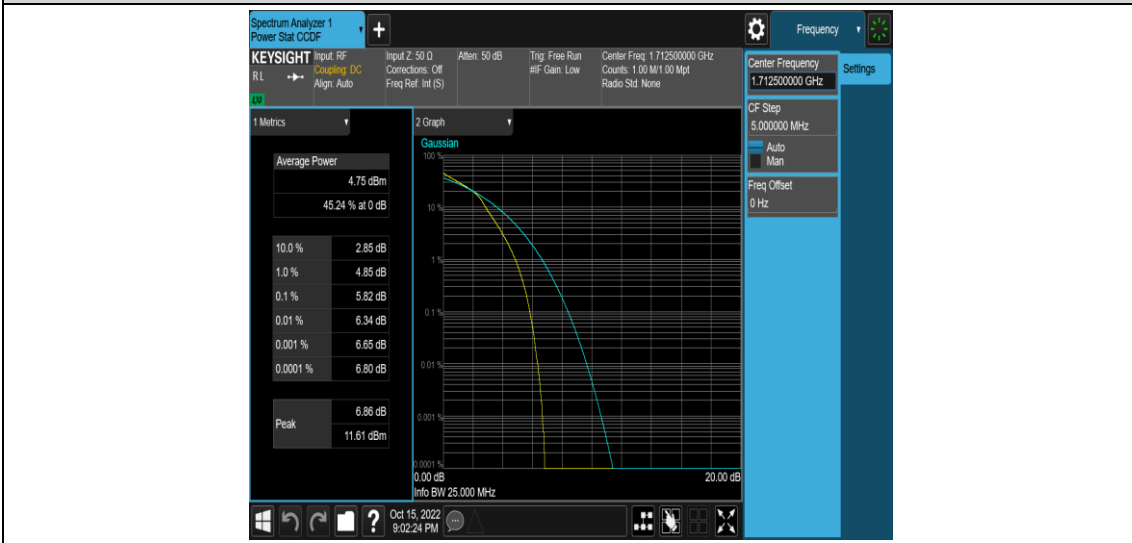 Spectrum Analyzer 1
Power Stat CCDF
+
Frequency
KEYSIGHT
R L
LXI
Input: RF
Coupling: DC
Align: Auto
Input Z: 50 Ω
Corrections: Off
Freq Ref: Int (S)
Atten: 50 dB
Trig: Free Run
#IF Gain: Low
Center Freq: 1.712500000 GHz
Counts: 1.00 M/1.00 Mpt
Radio Std: None
Center Frequency
1.712500000 GHz
Settings
CF Step
5.000000 MHz
Auto
Man
Freq Offset
0 Hz
1 Metrics
Average Power
4.75 dBm
45.24 % at 0 dB
10.0 % 2.85 dB
1.0 % 4.85 dB
0.1 % 5.82 dB
0.01 % 6.34 dB
0.001 % 6.65 dB
0.0001 % 6.80 dB
Peak
6.86 dB
11.61 dBm
2 Graph
Gaussian
100 %
10 %
1 %
0.1 %
0.01 %
0.001 %
0.0001 %
0.00 dB 20.00 dB
Info BW 25.000 MHz
?
Oct 15, 2022
9:02:24 PM